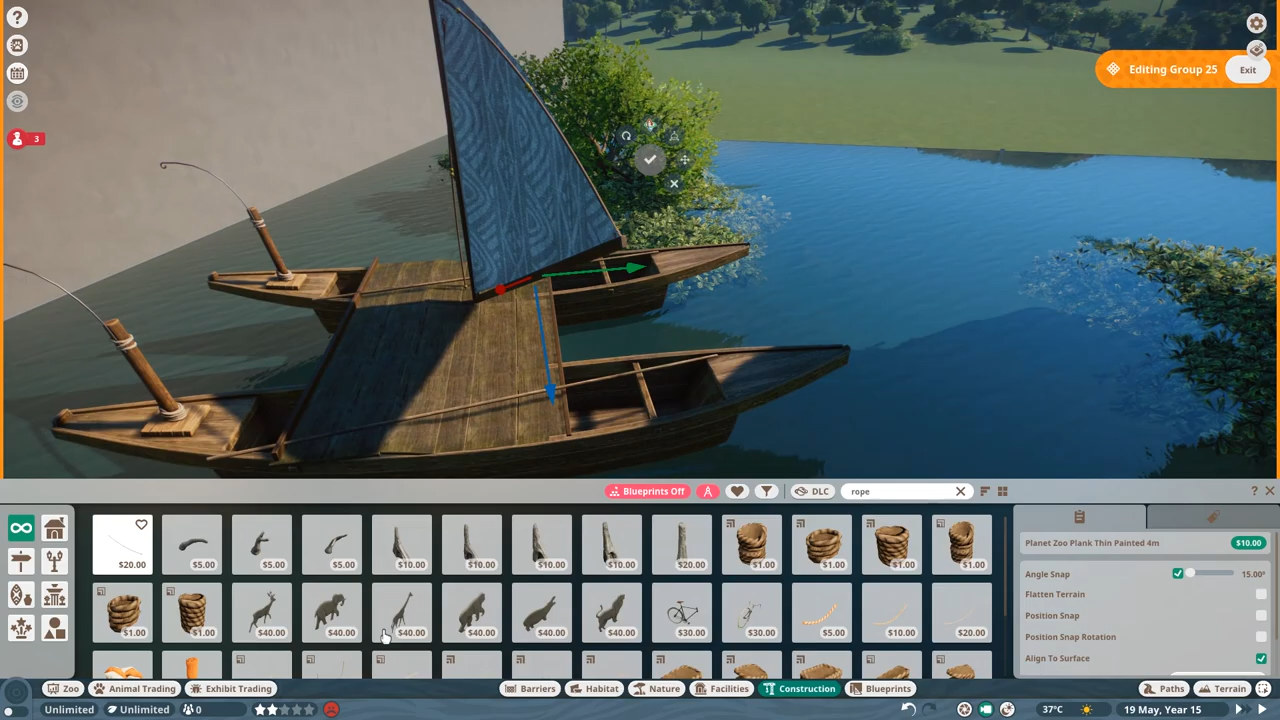 ?
Editing Group 25
Exit
3
Blueprints Off
DLC
rope
?
$20.00
$5.00
$5.00
$5.00
$10.00
$10.00
$10.00
$10.00
$20.00
$1.00
$1.00
$1.00
$1.00
$1.00
$1.00
$40.00
$40.00
$40.00
$40.00
$40.00
$40.00
$30.00
$30.00
$5.00
$10.00
$20.00
Planet Zoo Plank Thin Painted 4m
$10.00
Angle Snap
15.00°
Flatten Terrain
Position Snap
Position Snap Rotation
Align To Surface
Zoo
Animal Trading
Exhibit Trading
Barriers
Habitat
Nature
Facilities
Construction
Blueprints
Paths
Terrain
Unlimited
Unlimited
0
37°C
19 May, Year 15